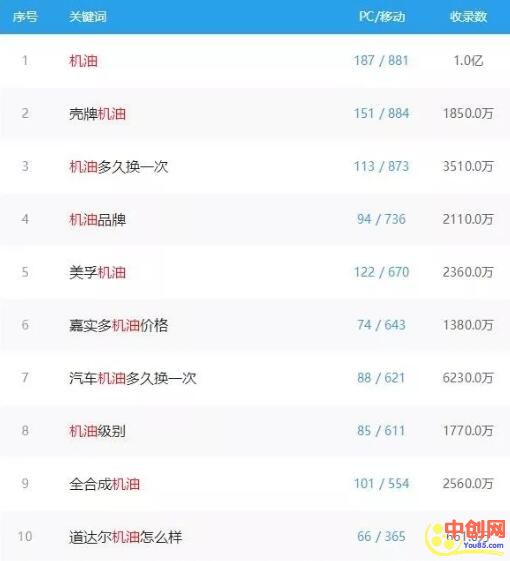 序号 关键词 PC/移动 收录数
1 机油 187 / 881 1.0亿
2 壳牌机油 151 / 884 1850.0万
3 机油多久换一次 113 / 873 3510.0万
4 机油品牌 94 / 736 2110.0万
5 美孚机油 122 / 670 2360.0万
6 嘉实多机油价格 74 / 643 1380.0万
7 汽车机油多久换一次 88 / 621 6230.0万
8 机油级别 85 / 611 1770.0万
9 全合成机油 101 / 554 2560.0万
10 道达尔机油怎么样 66 / 365
中创网
You85.com